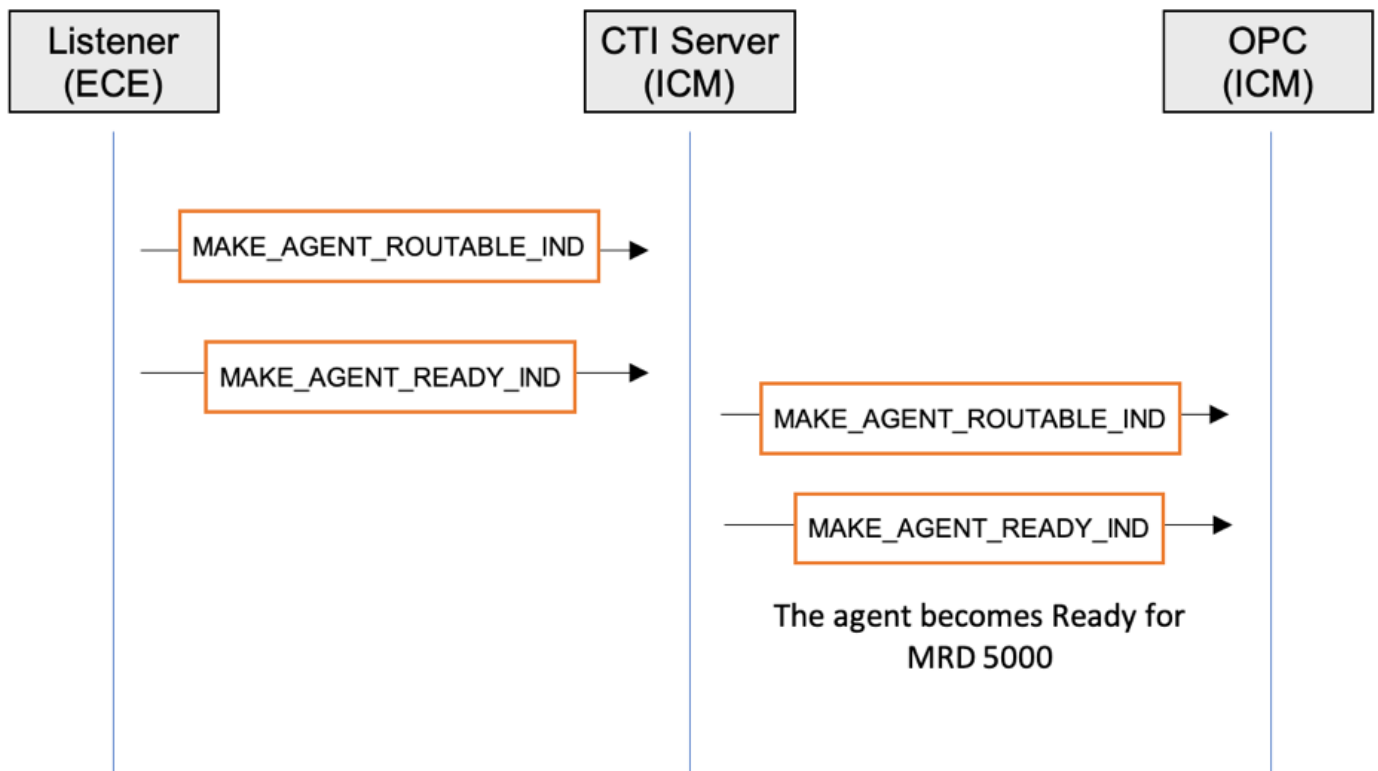 Listener
(ECE)
CTI Server
(ICM)
OPC
(ICM)
MAKE_AGENT_ROUTABLE_IND
MAKE_AGENT_READY_IND
MAKE_AGENT_ROUTABLE_IND
MAKE_AGENT_READY_IND
The agent becomes Ready for
MRD 5000